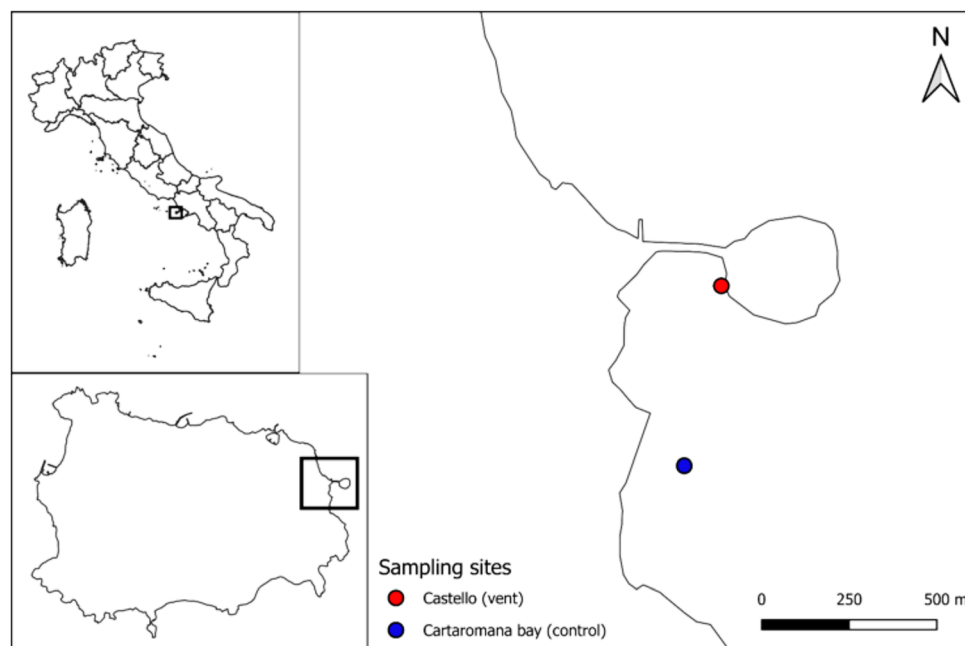 N
Sampling sites
Castello (vent)
Cartaromana bay (control)
0 250 500 m